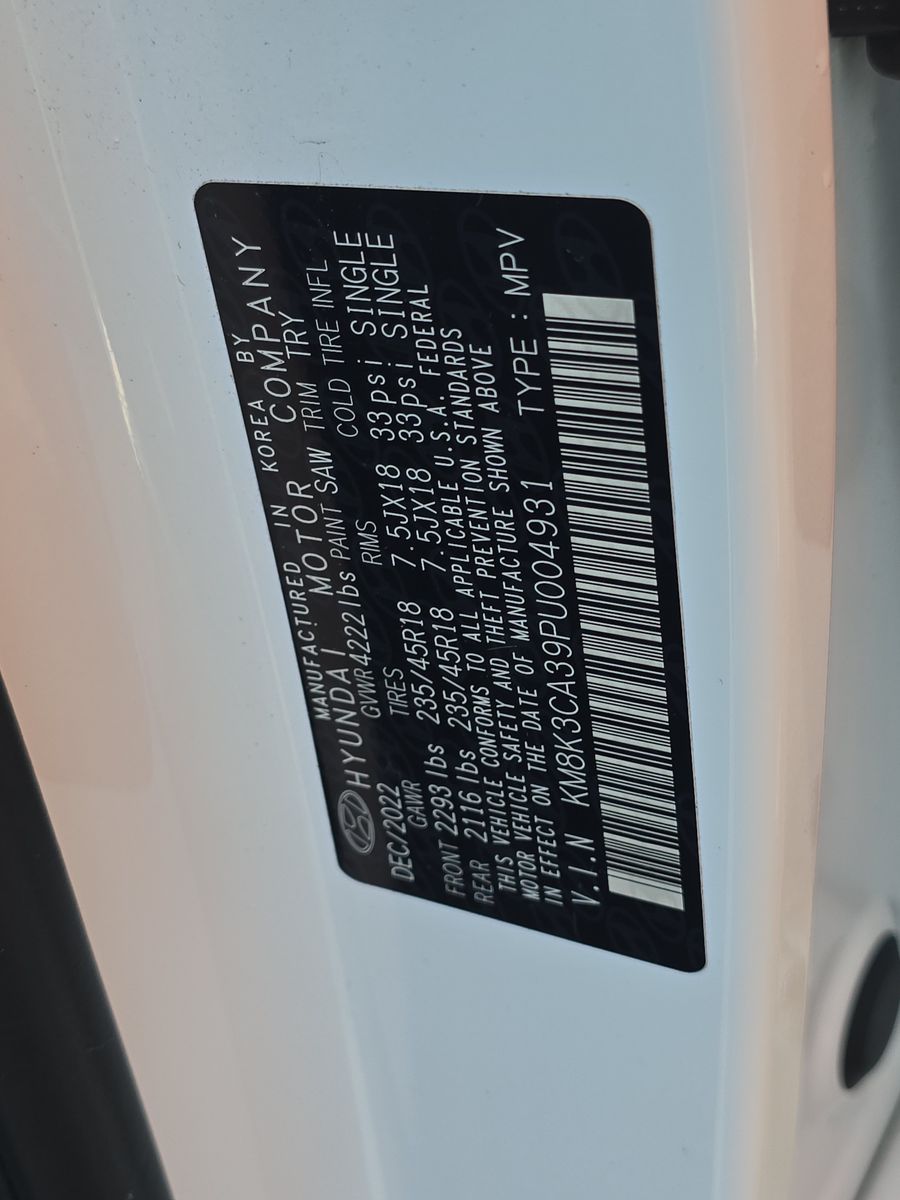 MANUFACTURED IN KOREA BY
HYUNDAI MOTOR COMPANY
DEC/2022 GVWR 4222 lbs PAINT SAW TRIM TRY
GAWR TIRES RIMS COLD TIRE INFL
FRONT 2293 lbs 235/45R18 7.5JX18 33psi SINGLE
REAR 2116 lbs 235/45R18 7.5JX18 33psi SINGLE
THIS VEHICLE CONFORMS TO ALL APPLICABLE U.S.A. FEDERAL
MOTOR VEHICLE SAFETY AND THEFT PREVENTION STANDARDS
IN EFFECT ON THE DATE OF MANUFACTURE SHOWN ABOVE
V.I.N KM8K3CA39PU004931 TYPE : MPV